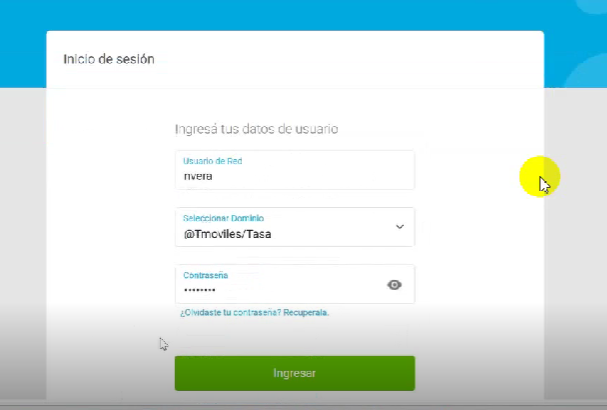 Inicio de sesión
Ingresá tus datos de usuario
Usuario de Red
nvera
Seleccionar Dominio
@Tmoviles/Tasa
Contraseña
••••••••
¿Olvidaste tu contraseña? Recuperala.
Ingresar